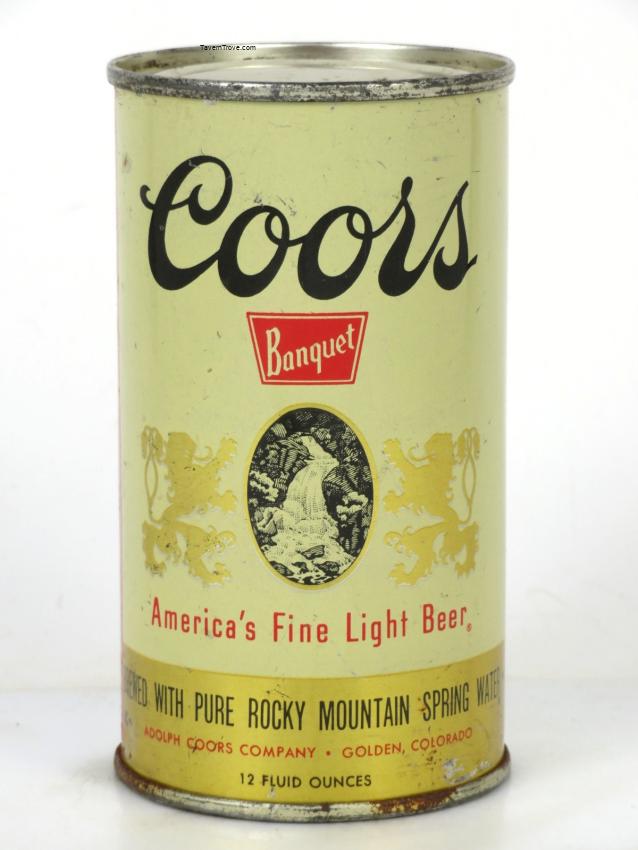 TavernTrove.com
Coors
Banquet
America's Fine Light Beer.®
WITH PURE ROCKY MOUNTAIN SPRING WATER
ADOLPH COORS COMPANY • GOLDEN, COLORADO
12 FLUID OUNCES